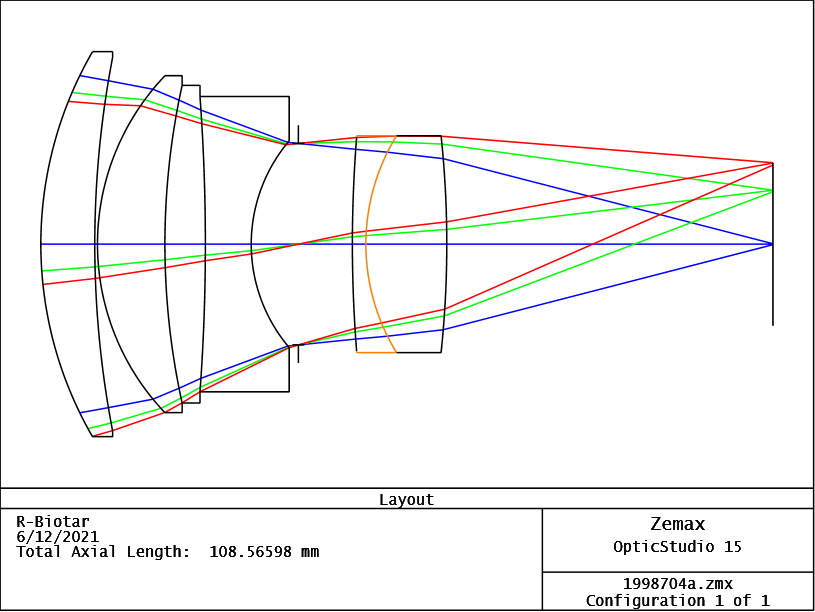 Layout
R-Biotar
6/12/2021
Total Axial Length:  108.56598 mm
Zemax
OpticStudio 15
1998704a.zmx
Configuration 1 of 1